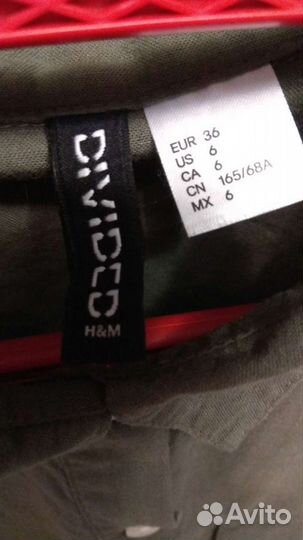 DIVIDED
H&M
EUR 36
US 6
CA 6
CN 165/68A
MX 6
Avito